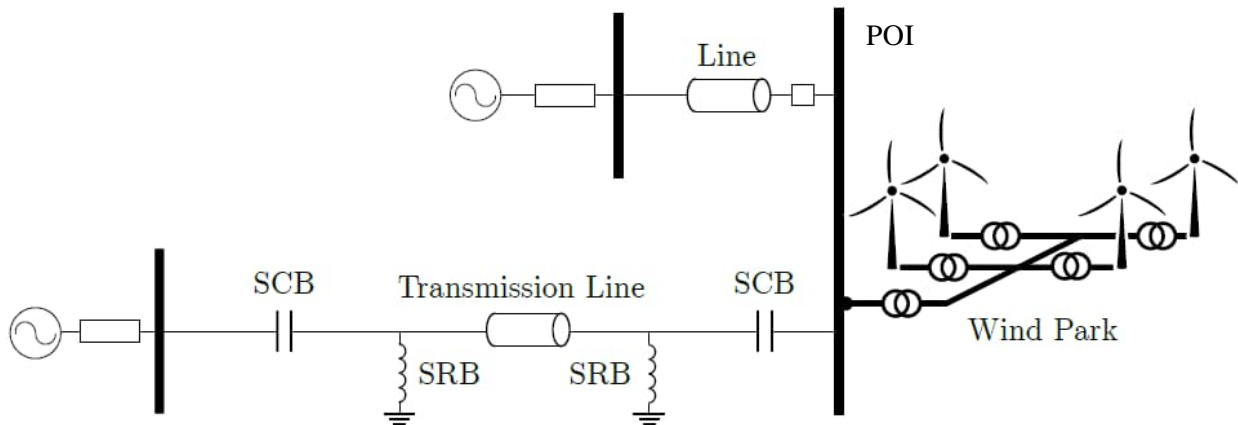 POI
Line
SCB
Transmission Line
SCB
SRB
SRB
Wind Park